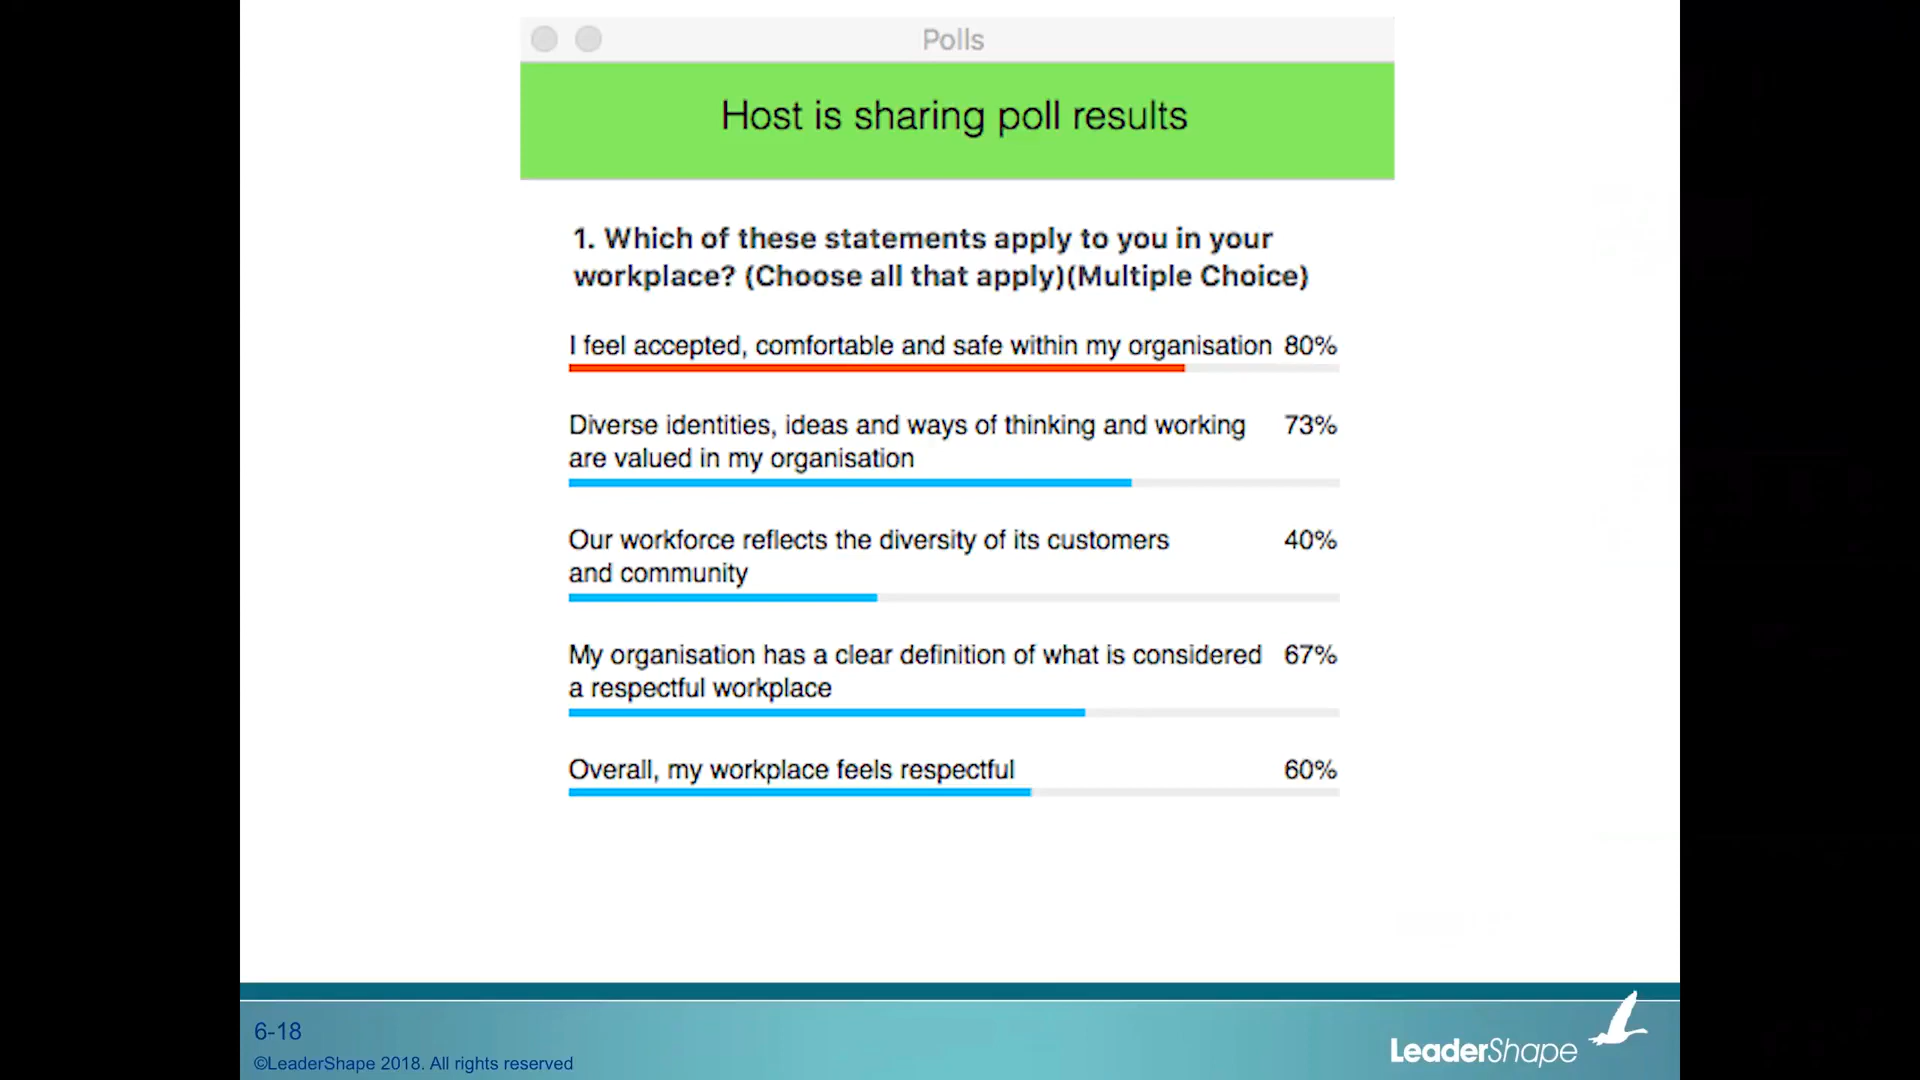 Polls
Host is sharing poll results
1. Which of these statements apply to you in your
workplace? (Choose all that apply)(Multiple Choice)
I feel accepted, comfortable and safe within my organisation 80%
Diverse identities, ideas and ways of thinking and working 73%
are valued in my organisation
Our workforce reflects the diversity of its customers 40%
and community
My organisation has a clear definition of what is considered 67%
a respectful workplace
Overall, my workplace feels respectful 60%
6-18
©LeaderShape 2018. All rights reserved
LeaderShape